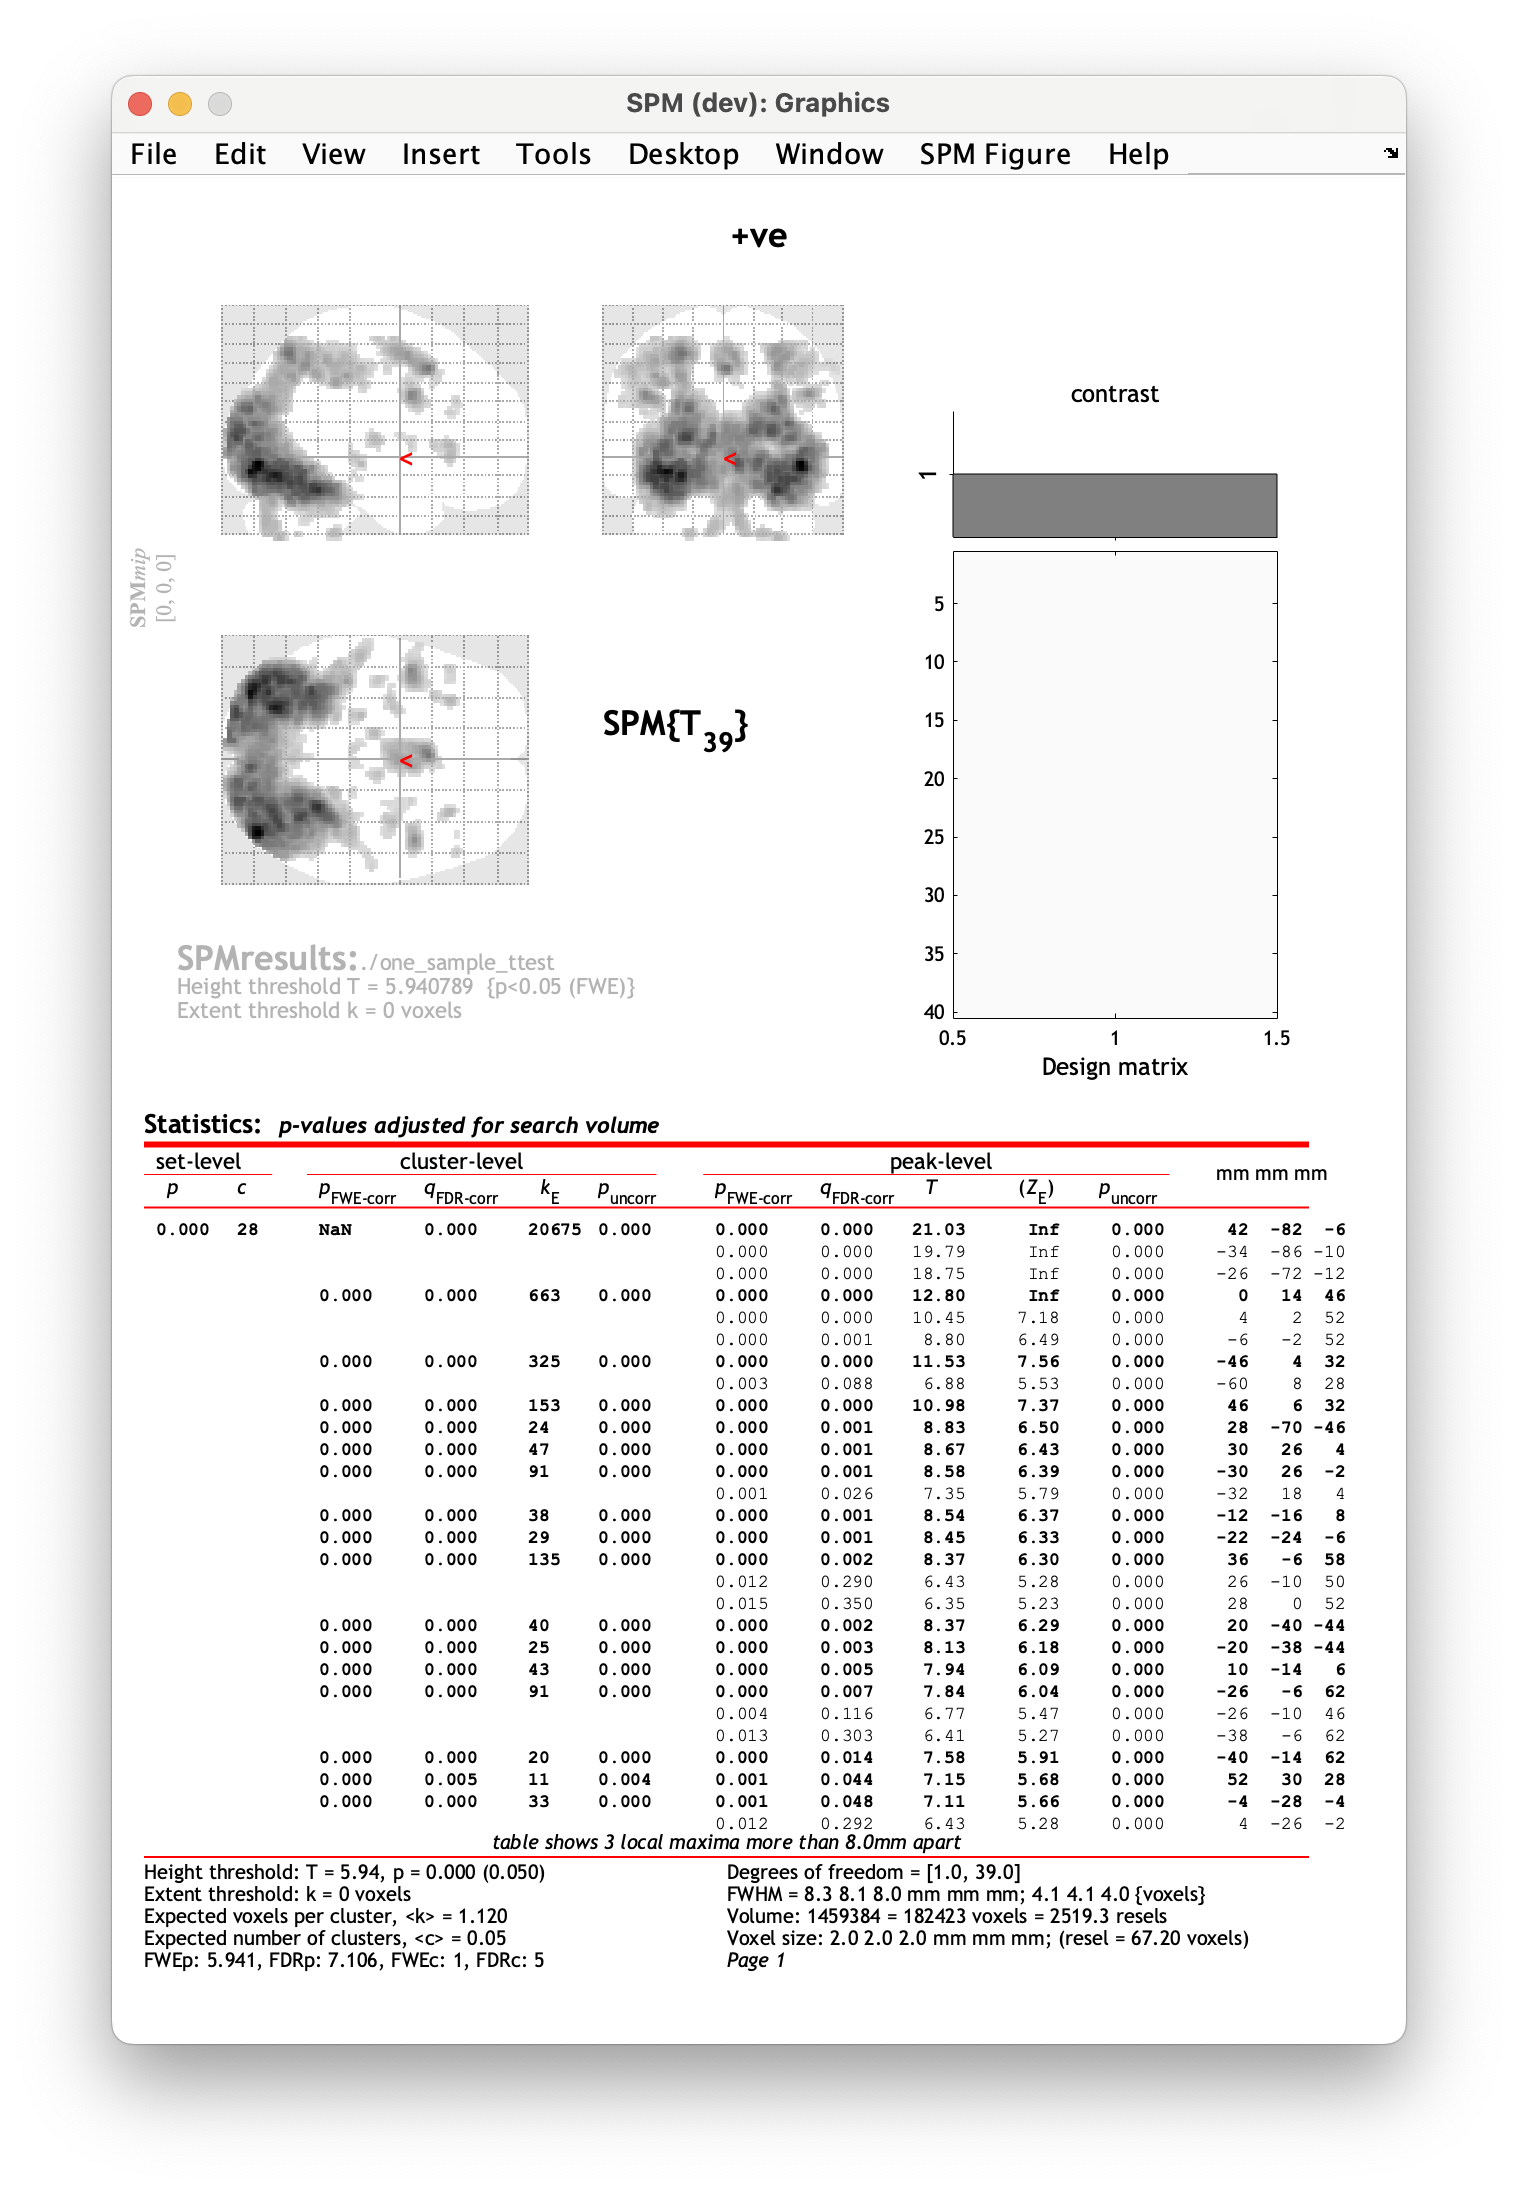 SPM (dev): Graphics
File Edit View Insert Tools Desktop Window SPM Figure Help
+ve
<
<
SPMmip
[0, 0, 0]
<
SPM{T39}
contrast
1
5
10
15
20
25
30
35
40
0.5 1 1.5
Design matrix
SPMresults: ./one_sample_ttest
Height threshold T = 5.940789 {p<0.05 (FWE)}
Extent threshold k = 0 voxels
Statistics: p-values adjusted for search volume
set-level cluster-level peak-level mm mm mm
p c pFWE-corr qFDR-corr kE puncorr pFWE-corr qFDR-corr T (ZE) puncorr
0.000 28 NaN 0.000 20675 0.000 0.000 0.000 21.03 Inf 0.000 42 -82 -6
0.000 0.000 19.79 Inf 0.000 -34 -86 -10
0.000 0.000 18.75 Inf 0.000 -26 -72 -12
0.000 0.000 663 0.000 0.000 0.000 12.80 Inf 0.000 0 14 46
0.000 0.000 10.45 7.18 0.000 4 2 52
0.000 0.001 8.80 6.49 0.000 -6 -2 52
0.000 0.000 325 0.000 0.000 0.000 11.53 7.56 0.000 -46 4 32
0.003 0.088 6.88 5.53 0.000 -60 8 28
0.000 0.000 153 0.000 0.000 0.000 10.98 7.37 0.000 46 6 32
0.000 0.000 24 0.000 0.000 0.001 8.83 6.50 0.000 28 -70 -46
0.000 0.000 47 0.000 0.000 0.001 8.67 6.43 0.000 30 26 4
0.000 0.000 91 0.000 0.000 0.001 8.58 6.39 0.000 -30 26 -2
0.001 0.026 7.35 5.79 0.000 -32 18 4
0.000 0.000 38 0.000 0.000 0.001 8.54 6.37 0.000 -12 -16 8
0.000 0.000 29 0.000 0.000 0.001 8.45 6.33 0.000 -22 -24 -6
0.000 0.000 135 0.000 0.000 0.002 8.37 6.30 0.000 36 -6 58
0.012 0.290 6.43 5.28 0.000 26 -10 50
0.015 0.350 6.35 5.23 0.000 28 0 52
0.000 0.000 40 0.000 0.000 0.002 8.37 6.29 0.000 20 -40 -44
0.000 0.000 25 0.000 0.000 0.003 8.13 6.18 0.000 -20 -38 -44
0.000 0.000 43 0.000 0.000 0.005 7.94 6.09 0.000 10 -14 6
0.000 0.000 91 0.000 0.000 0.007 7.84 6.04 0.000 -26 -6 62
0.004 0.116 6.77 5.47 0.000 -26 -10 46
0.013 0.303 6.41 5.27 0.000 -38 -6 62
0.000 0.000 20 0.000 0.000 0.014 7.58 5.91 0.000 -40 -14 62
0.000 0.005 11 0.004 0.001 0.044 7.15 5.68 0.000 52 30 28
0.000 0.000 33 0.000 0.001 0.048 7.11 5.66 0.000 -4 -28 -4
0.012 0.292 6.43 5.28 0.000 4 -26 -2
table shows 3 local maxima more than 8.0mm apart
Height threshold: T = 5.94, p = 0.000 (0.050)
Extent threshold: k = 0 voxels
Expected voxels per cluster, <k> = 1.120
Expected number of clusters, <c> = 0.05
FWEp: 5.941, FDRp: 7.106, FWEc: 1, FDRc: 5
Degrees of freedom = [1.0, 39.0]
FWHM = 8.3 8.1 8.0 mm mm mm; 4.1 4.1 4.0 {voxels}
Volume: 1459384 = 182423 voxels = 2519.3 resels
Voxel size: 2.0 2.0 2.0 mm mm mm; (resel = 67.20 voxels)
Page 1